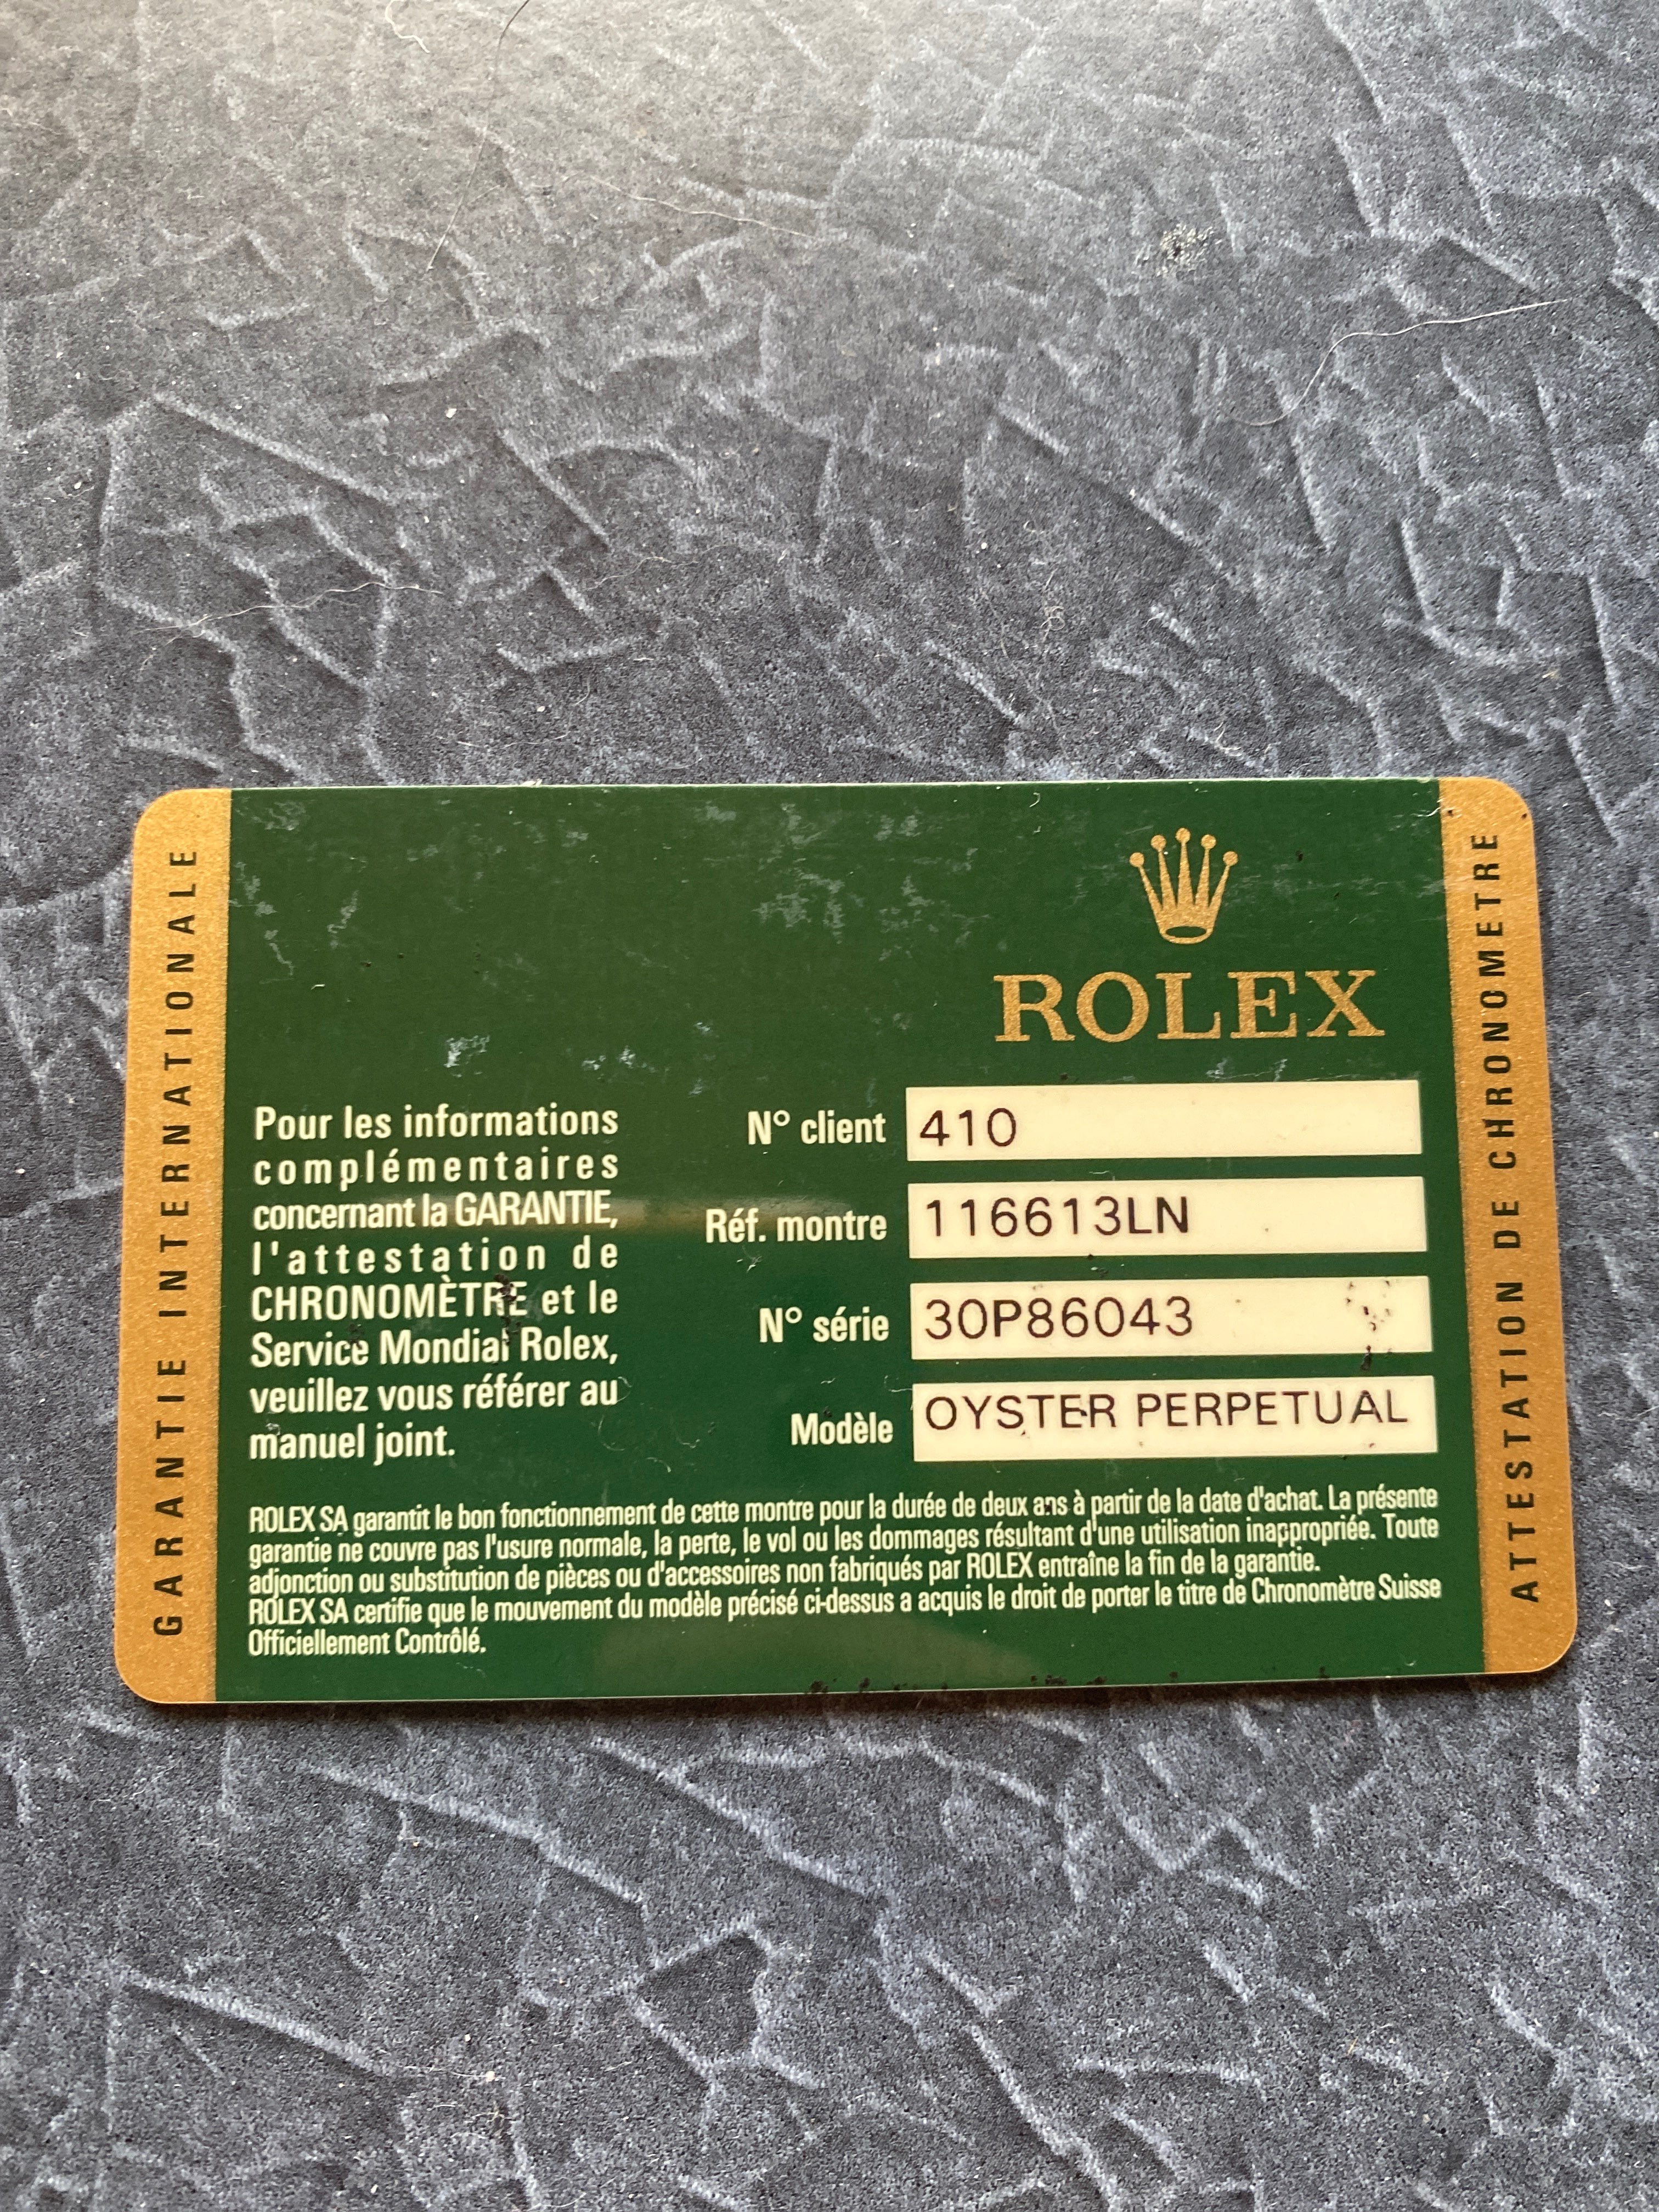 GARANTIE INTERNATIONALE
ROLEX
Pour les informations
complémentaires
concernant la GARANTIE,
l'attestation de
CHRONOMÈTRE et le
Service Mondial Rolex,
veuillez vous référer au
manuel joint.
N° client 410
Réf. montre 116613LN
N° série 30P86043
Modèle OYSTER PERPETUAL
ROLEX SA garantit le bon fonctionnement de cette montre pour la durée de deux ans à partir de la date d'achat. La présente
garantie ne couvre pas l'usure normale, la perte, le vol ou les dommages résultant d'une utilisation inappropriée. Toute
adjonction ou substitution de pièces ou d'accessoires non fabriqués par ROLEX entraîne la fin de la garantie.
ROLEX SA certifie que le mouvement du modèle précisé ci-dessus a acquis le droit de porter le titre de Chronomètre Suisse
Officiellement Contrôlé.
ATTESTATION DE CHRONOMETRE